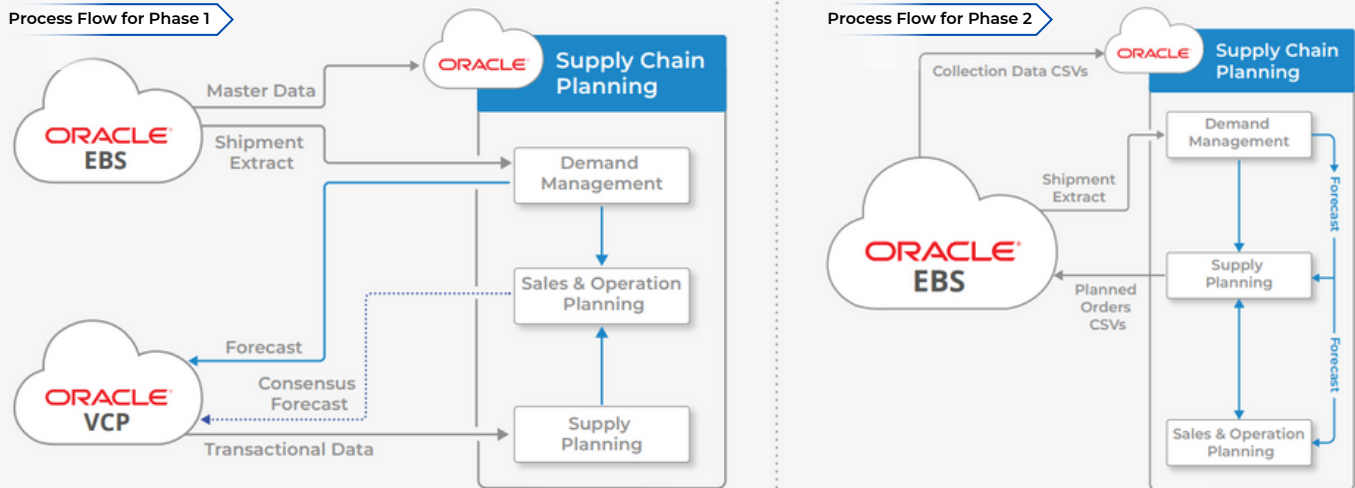 Process Flow for Phase 1
ORACLE
Supply Chain
Planning
Master Data
ORACLE
EBS
Shipment
Extract
Demand
Management
Sales & Operation
Planning
Forecast
Consensus
Forecast
ORACLE
VCP
Supply
Planning
Transactional Data
Process Flow for Phase 2
ORACLE
Supply Chain
Planning
Collection Data CSVs
Demand
Management
Shipment
Extract
Forecast
ORACLE
EBS
Supply
Planning
Planned
Orders
CSVs
Forecast
Sales & Operation
Planning